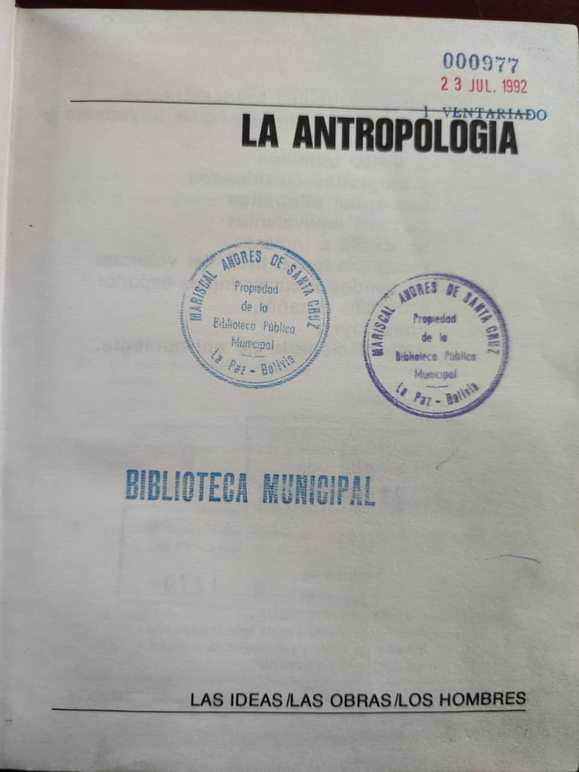 000977
23 JUL. 1992
I VENTARIADO
LA ANTROPOLOGIA
MARISCAL ANDRES DE SANTA CRUZ
Propiedad
de la
Biblioteca Pública
Municipal
La Paz - Bolivia
MARISCAL ANDRES DE SANTA CRUZ
Propiedad
de la
Biblioteca Pública
Municipal
La Paz - Bolivia
BIBLIOTECA MUNICIPAL
LAS IDEAS/LAS OBRAS/LOS HOMBRES